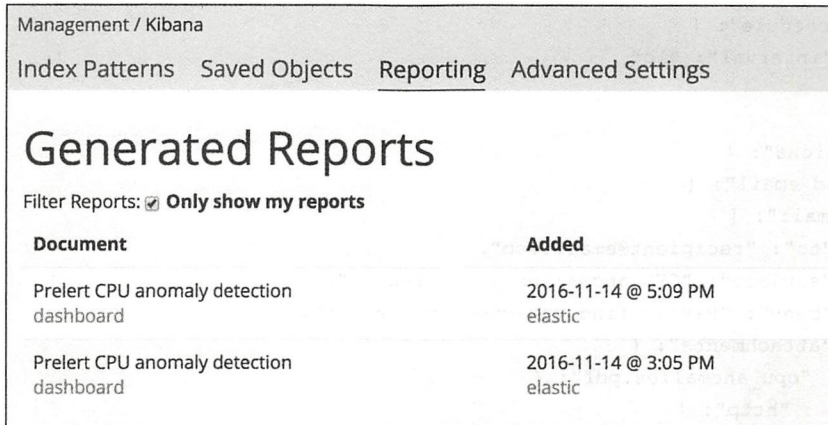 Management / Kibana
Index Patterns Saved Objects Reporting Advanced Settings
Generated Reports
Filter Reports: Only show my reports
Document Added
Prelert CPU anomaly detection 2016-11-14 @ 5:09 PM
dashboard elastic
Prelert CPU anomaly detection 2016-11-14 @ 3:05 PM
dashboard elastic